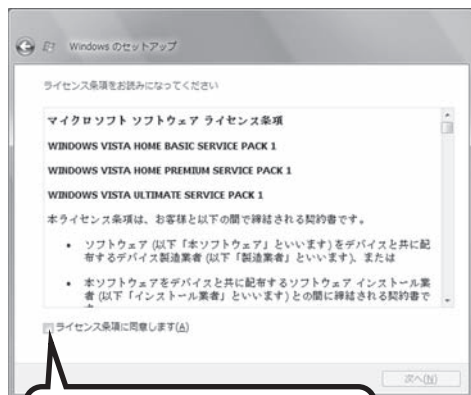 Windows のセットアップ
ライセンス条項をお読みになってください
マイクロソフト ソフトウェア ライセンス条項
WINDOWS VISTA HOME BASIC SERVICE PACK 1
WINDOWS VISTA HOME PREMIUM SERVICE PACK 1
WINDOWS VISTA ULTIMATE SERVICE PACK 1
本ライセンス条項は、お客様と以下の間で締結される契約書です。
• ソフトウェア (以下「本ソフトウェア」といいます) をデバイスと共に配
布するデバイス製造業者 (以下「製造業者」といいます)、または
• 本ソフトウェアをデバイスと共に配布するソフトウェア インストール業
者 (以下「インストール業者」といいます) との間に締結される契約書で
ライセンス条項に同意します(A)
次へ(N)